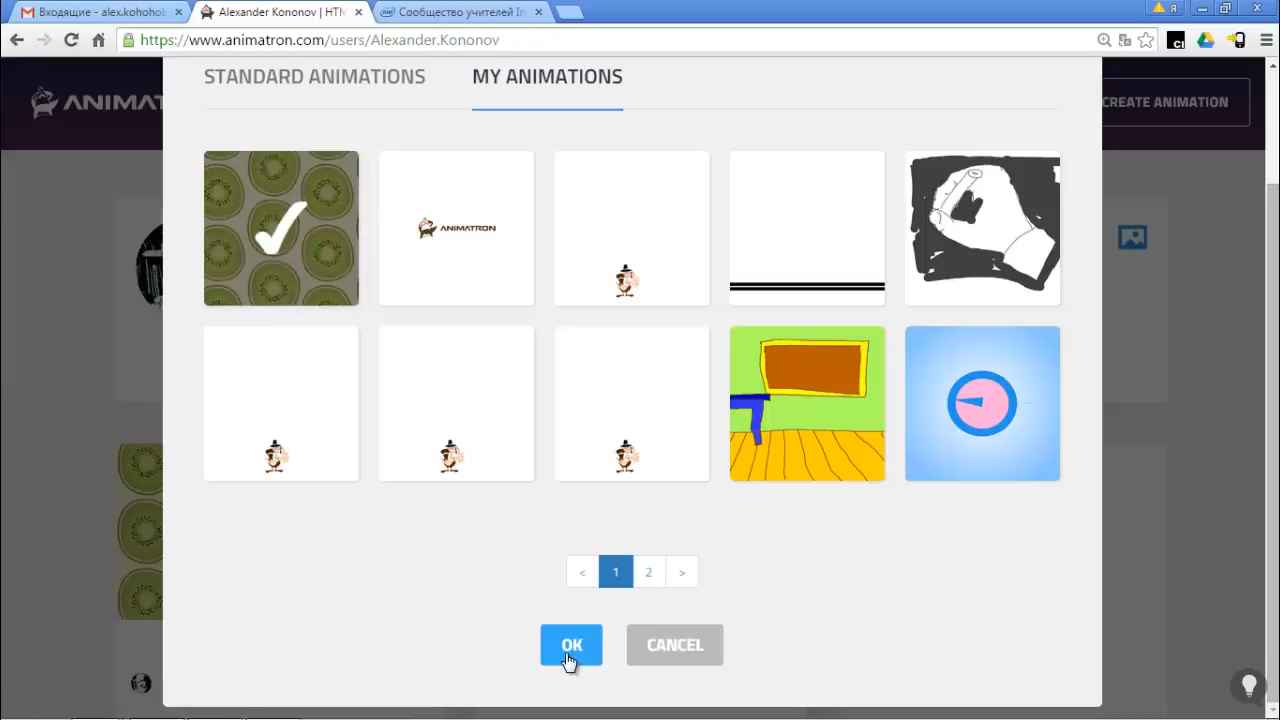 Входящие - alex.kohohob
Alexander Kononov | HTM
Сообщество учителей In
Я
https://www.animatron.com/users/Alexander.Kononov
ANIMAT
CREATE ANIMATION
STANDARD ANIMATIONS
MY ANIMATIONS
ANIMATRON
< 1 2 >
OK
CANCEL